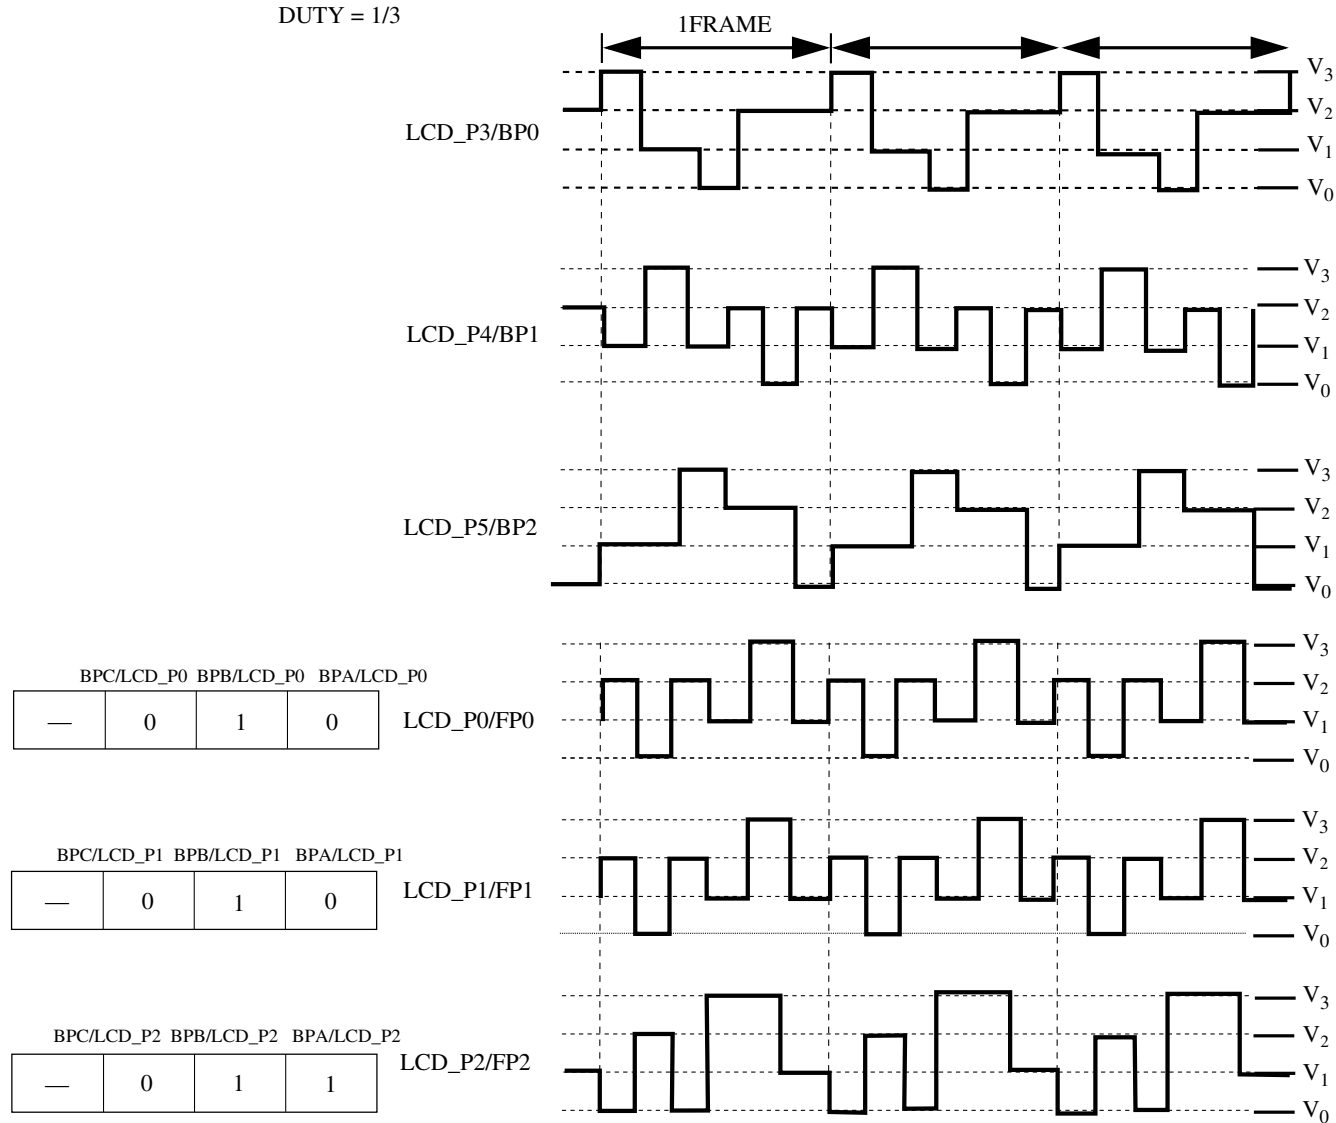 DUTY = 1/3
1FRAME
LCD_P3/BP0
V3
V2
V1
V0
LCD_P4/BP1
V3
V2
V1
V0
LCD_P5/BP2
V3
V2
V1
V0
BPC/LCD_P0 BPB/LCD_P0 BPA/LCD_P0
— 0 1 0
LCD_P0/FP0
V3
V2
V1
V0
BPC/LCD_P1 BPB/LCD_P1 BPA/LCD_P1
— 0 1 0
LCD_P1/FP1
V3
V2
V1
V0
BPC/LCD_P2 BPB/LCD_P2 BPA/LCD_P2
— 0 1 1
LCD_P2/FP2
V3
V2
V1
V0